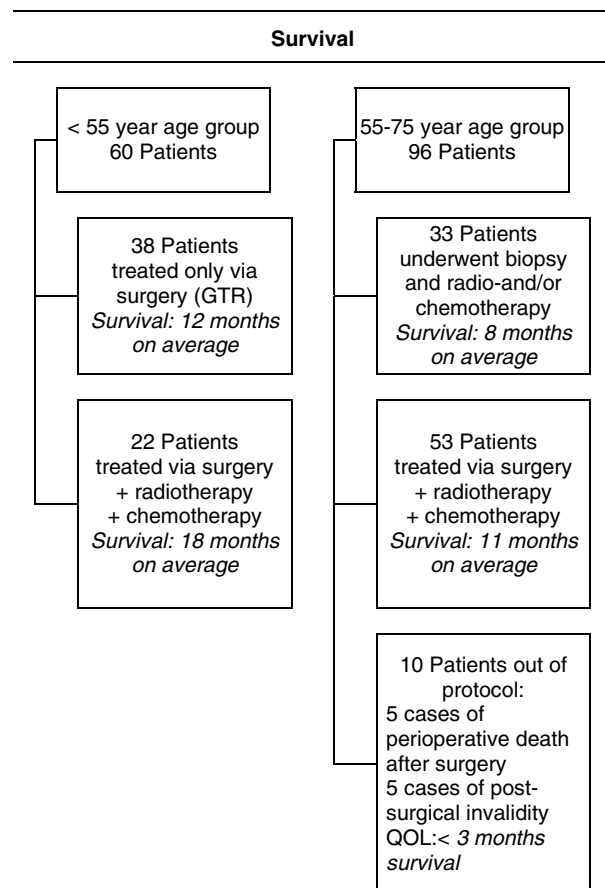 Survival
< 55 year age group
60 Patients
38 Patients
treated only via
surgery (GTR)
Survival: 12 months
on average
22 Patients
treated via surgery
+ radiotherapy
+ chemotherapy
Survival: 18 months
on average
55-75 year age group
96 Patients
33 Patients
underwent biopsy
and radio-and/or
chemotherapy
Survival: 8 months
on average
53 Patients
treated via surgery
+ radiotherapy
+ chemotherapy
Survival: 11 months
on average
10 Patients out of
protocol:
5 cases of
perioperative death
after surgery
5 cases of post-
surgical invalidity
QOL:< 3 months
survival